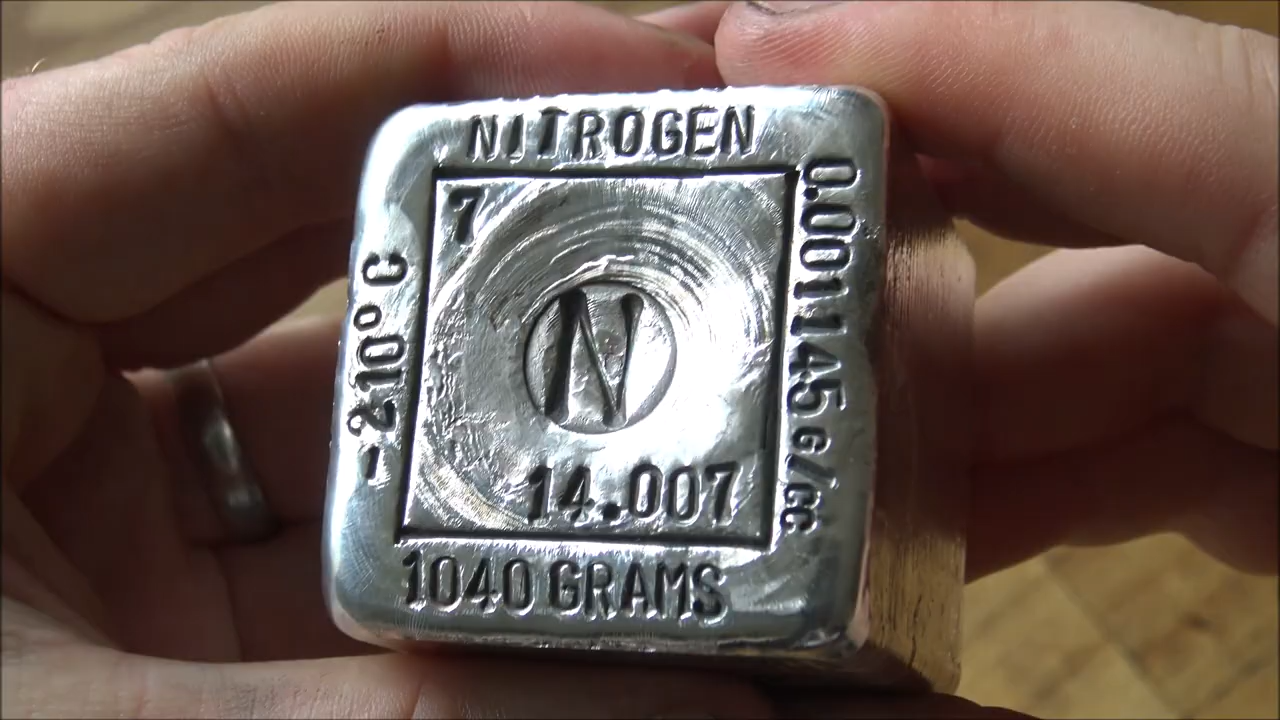 NITROGEN
7
N
14.007
-210°C
0.001145 G/cc
1040 GRAMS